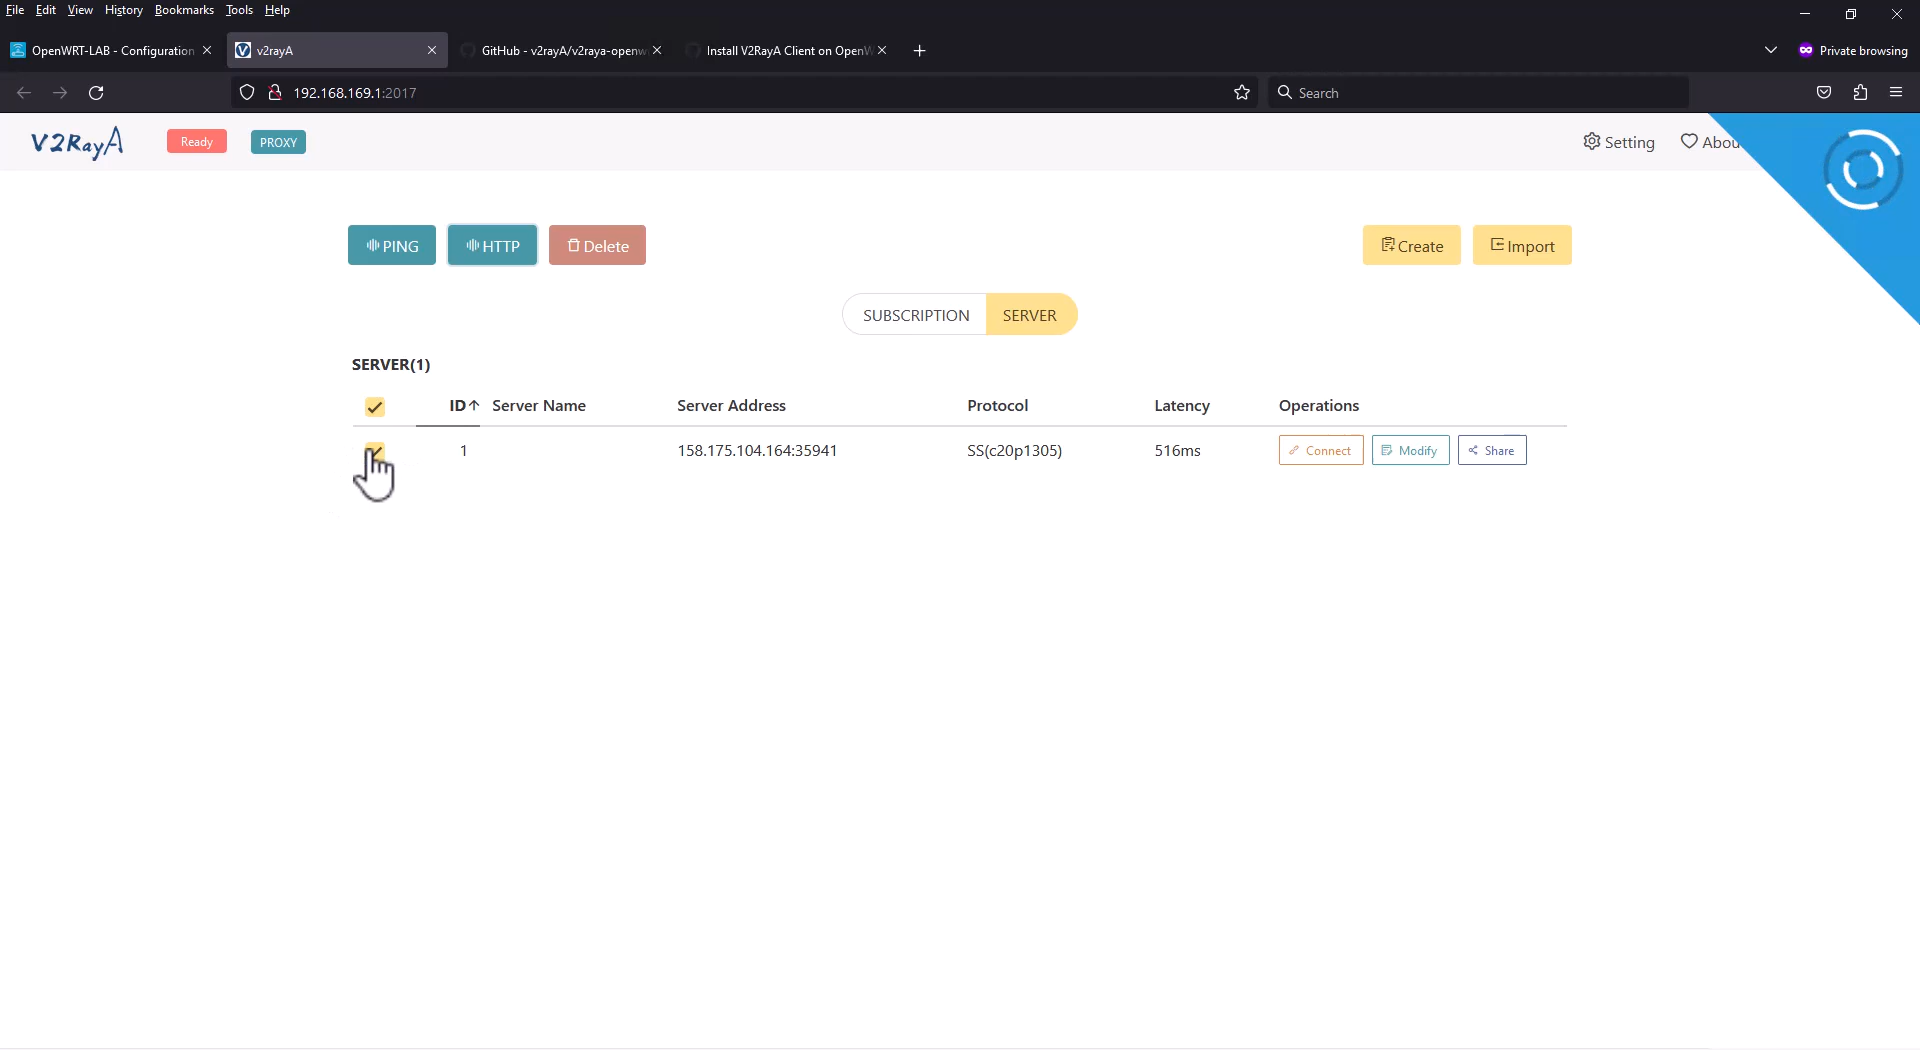 File Edit View History Bookmarks Tools Help
OpenWRT-LAB - Configuration
v2rayA
GitHub - v2rayA/v2raya-openw
Install V2RayA Client on OpenW
Private browsing
192.168.169.1:2017
Search
V2RayA
Ready
PROXY
Setting
Abou
PING
HTTP
Delete
Create
Import
SUBSCRIPTION
SERVER
SERVER(1)
ID Server Name Server Address Protocol Latency Operations
1 158.175.104.164:35941 SS(c20p1305) 516ms Connect Modify Share